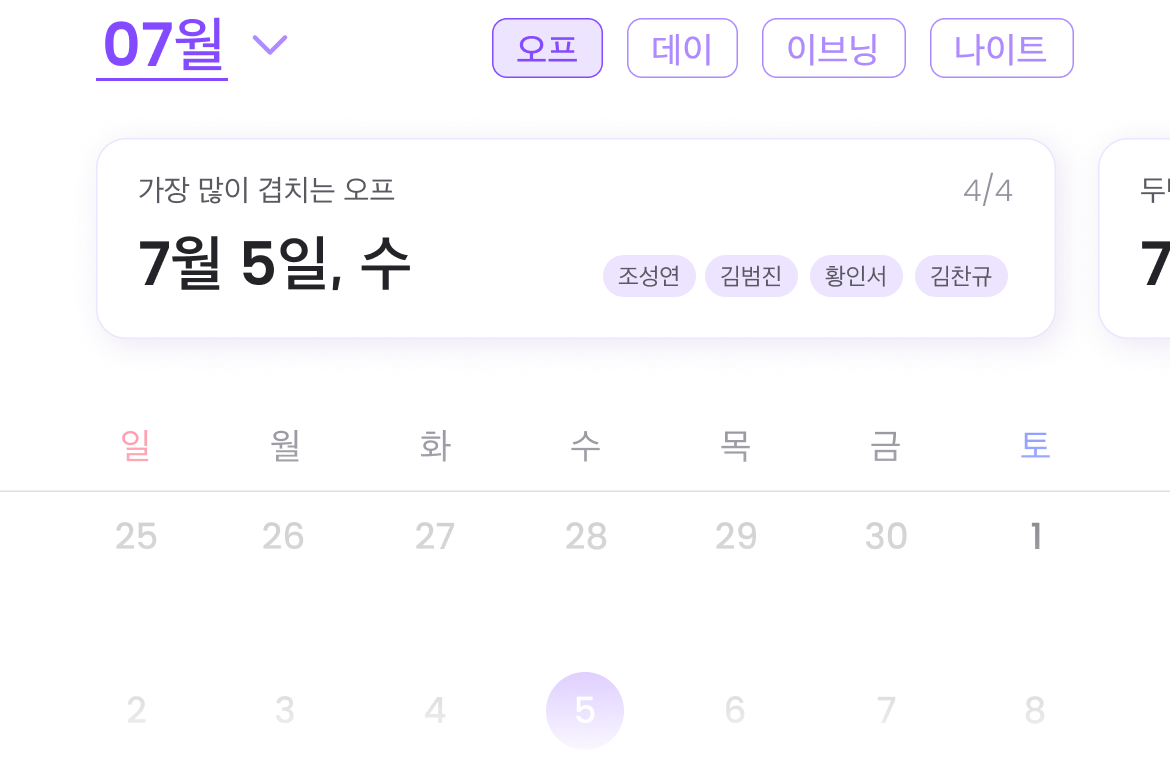 07월 오프 데이 이브닝 나이트
가장 많이 겹치는 오프 4/4
7월 5일, 수 조성연 김범진 황인서 김찬규
7
일 월 화 수 목 금 토
25 26 27 28 29 30 1
2 3 4 5 6 7 8